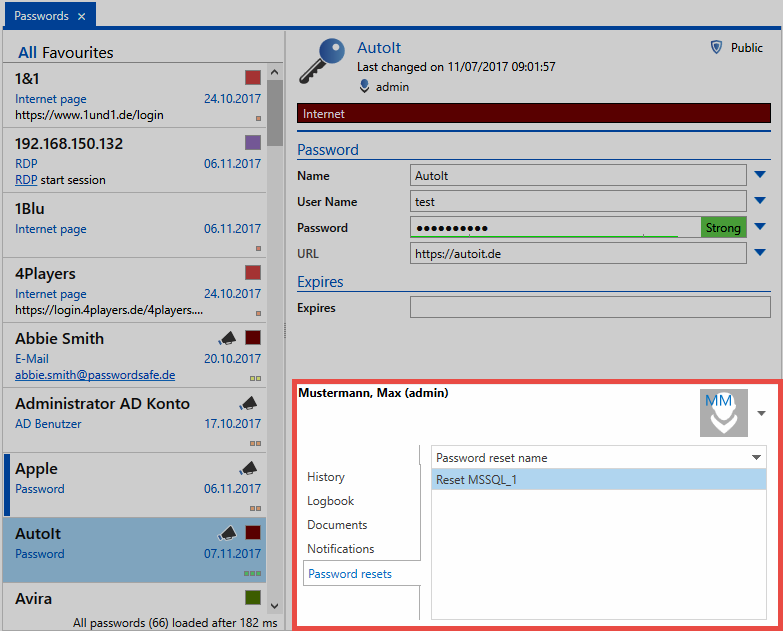 Passwords ×
All Favourites
1&1
Internet page 24.10.2017
https://www.1und1.de/login
192.168.150.132
RDP 06.11.2017
RDP start session
1Blu
Internet page 06.11.2017
4Players
Internet page 24.10.2017
https://login.4players.de/4players....
Abbie Smith
E-Mail 20.10.2017
abbie.smith@passwordsafe.de
Administrator AD Konto
AD Benutzer 17.10.2017
Apple
Password 06.11.2017
AutoIt
Password 07.11.2017
Avira
All passwords (66) loaded after 182 ms
AutoIt
Public
Last changed on 11/07/2017 09:01:57
admin
Internet
Password
Name AutoIt
User Name test
Password ●●●●●●●●●● Strong
URL https://autoit.de
Expires
Expires
Mustermann, Max (admin)
MM
History
Logbook
Documents
Notifications
Password resets
Password reset name
Reset MSSQL_1